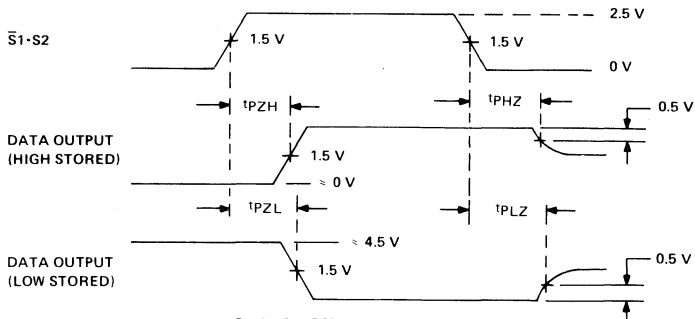 2.5 V
S̄1·S2
1.5 V
1.5 V
0 V
tPZH
tPHZ
0.5 V
DATA OUTPUT
(HIGH STORED)
1.5 V
≈ 0 V
tPZL
tPLZ
≈ 4.5 V
0.5 V
DATA OUTPUT
(LOW STORED)
1.5 V